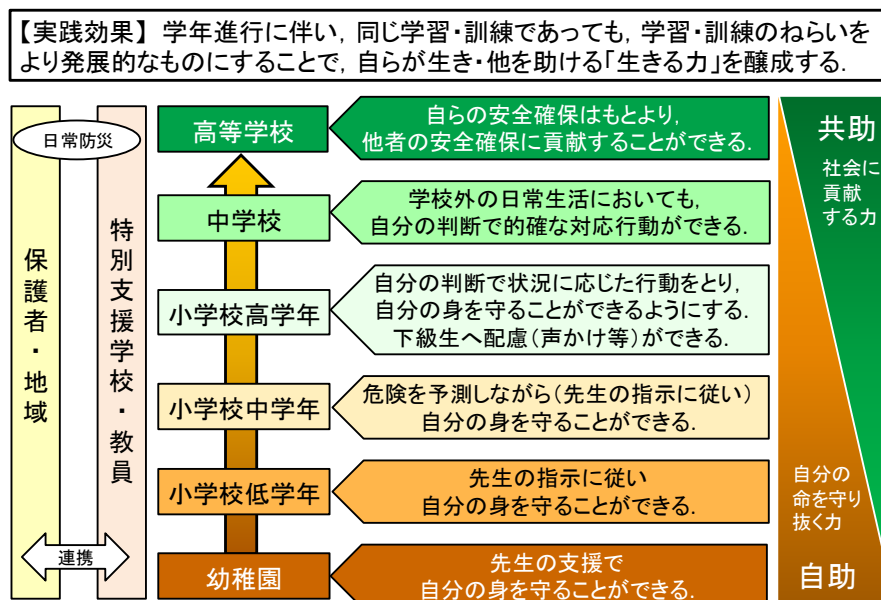 【実践効果】 学年進行に伴い, 同じ学習・訓練であっても, 学習・訓練のねらいを
より発展的なものにすることで, 自らが生き・他を助ける「生きる力」を醸成する.
日常防災
保護者・地域
特別支援学校・教員
連携
高等学校
自らの安全確保はもとより,
他者の安全確保に貢献することができる.
中学校
学校外の日常生活においても,
自分の判断で的確な対応行動ができる.
小学校高学年
自分の判断で状況に応じた行動をとり,
自分の身を守ることができるようにする.
下級生へ配慮(声かけ等)ができる.
小学校中学年
危険を予測しながら(先生の指示に従い)
自分の身を守ることができる.
小学校低学年
先生の指示に従い
自分の身を守ることができる.
幼稚園
先生の支援で
自分の身を守ることができる.
共助
社会に
貢献
する力
自分の
命を守り
抜く力
自助